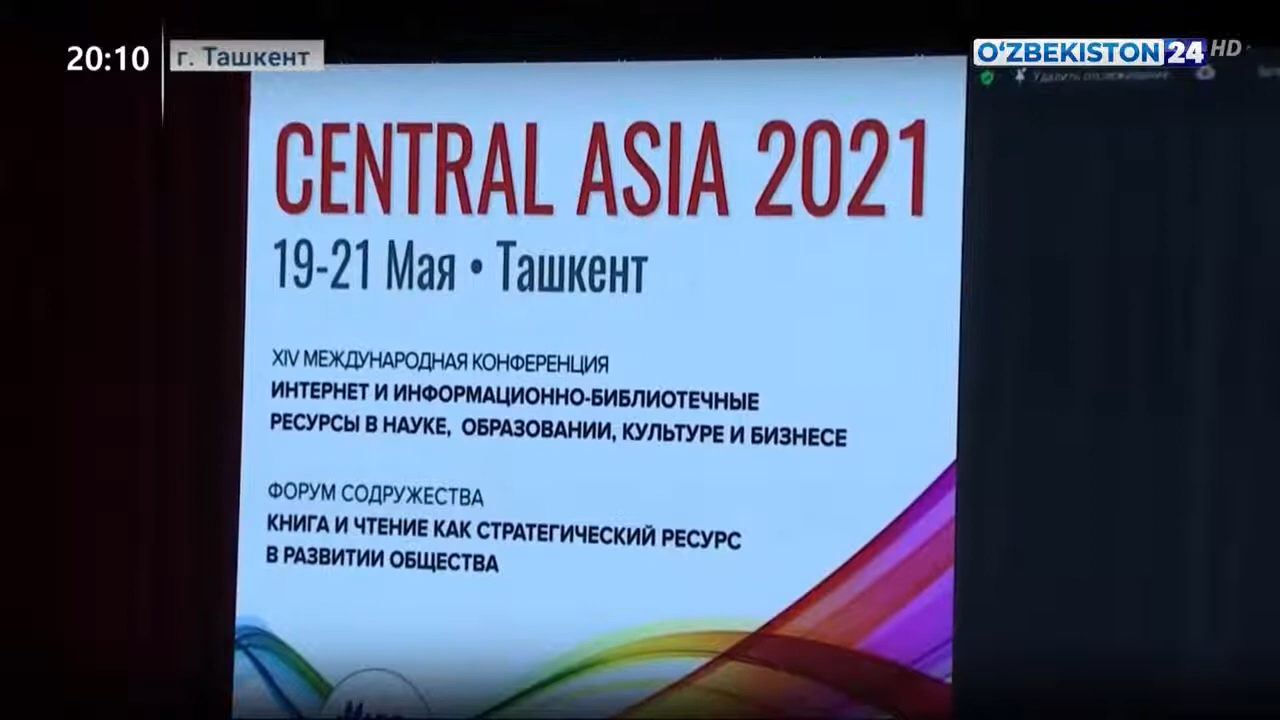 20:10
г. Ташкент
O‘ZBEKISTON 24 HD
CENTRAL ASIA 2021
19-21 Мая • Ташкент
XIV МЕЖДУНАРОДНАЯ КОНФЕРЕНЦИЯ
ИНТЕРНЕТ И ИНФОРМАЦИОННО-БИБЛИОТЕЧНЫЕ
РЕСУРСЫ В НАУКЕ, ОБРАЗОВАНИИ, КУЛЬТУРЕ И БИЗНЕСЕ
ФОРУМ СОДРУЖЕСТВА
КНИГА И ЧТЕНИЕ КАК СТРАТЕГИЧЕСКИЙ РЕСУРС
В РАЗВИТИИ ОБЩЕСТВА